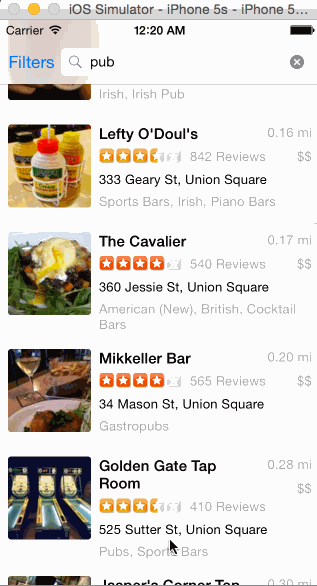 iOS Simulator - iPhone 5s - iPhone 5...
Carrier 12:20 AM
Filters pub
Irish, Irish Pub
Lefty O'Doul's 0.16 mi
842 Reviews $$
333 Geary St, Union Square
Sports Bars, Irish, Piano Bars
The Cavalier 0.17 mi
540 Reviews $$
360 Jessie St, Union Square
American (New), British, Cocktail
Bars
Mikkeller Bar 0.20 mi
565 Reviews $$
34 Mason St, Union Square
Gastropubs
Golden Gate Tap 0.28 mi
Room $$
410 Reviews
525 Sutter St, Union Square
Pubs, Sports Bars
Jasper's Corner Tap 0.30 mi